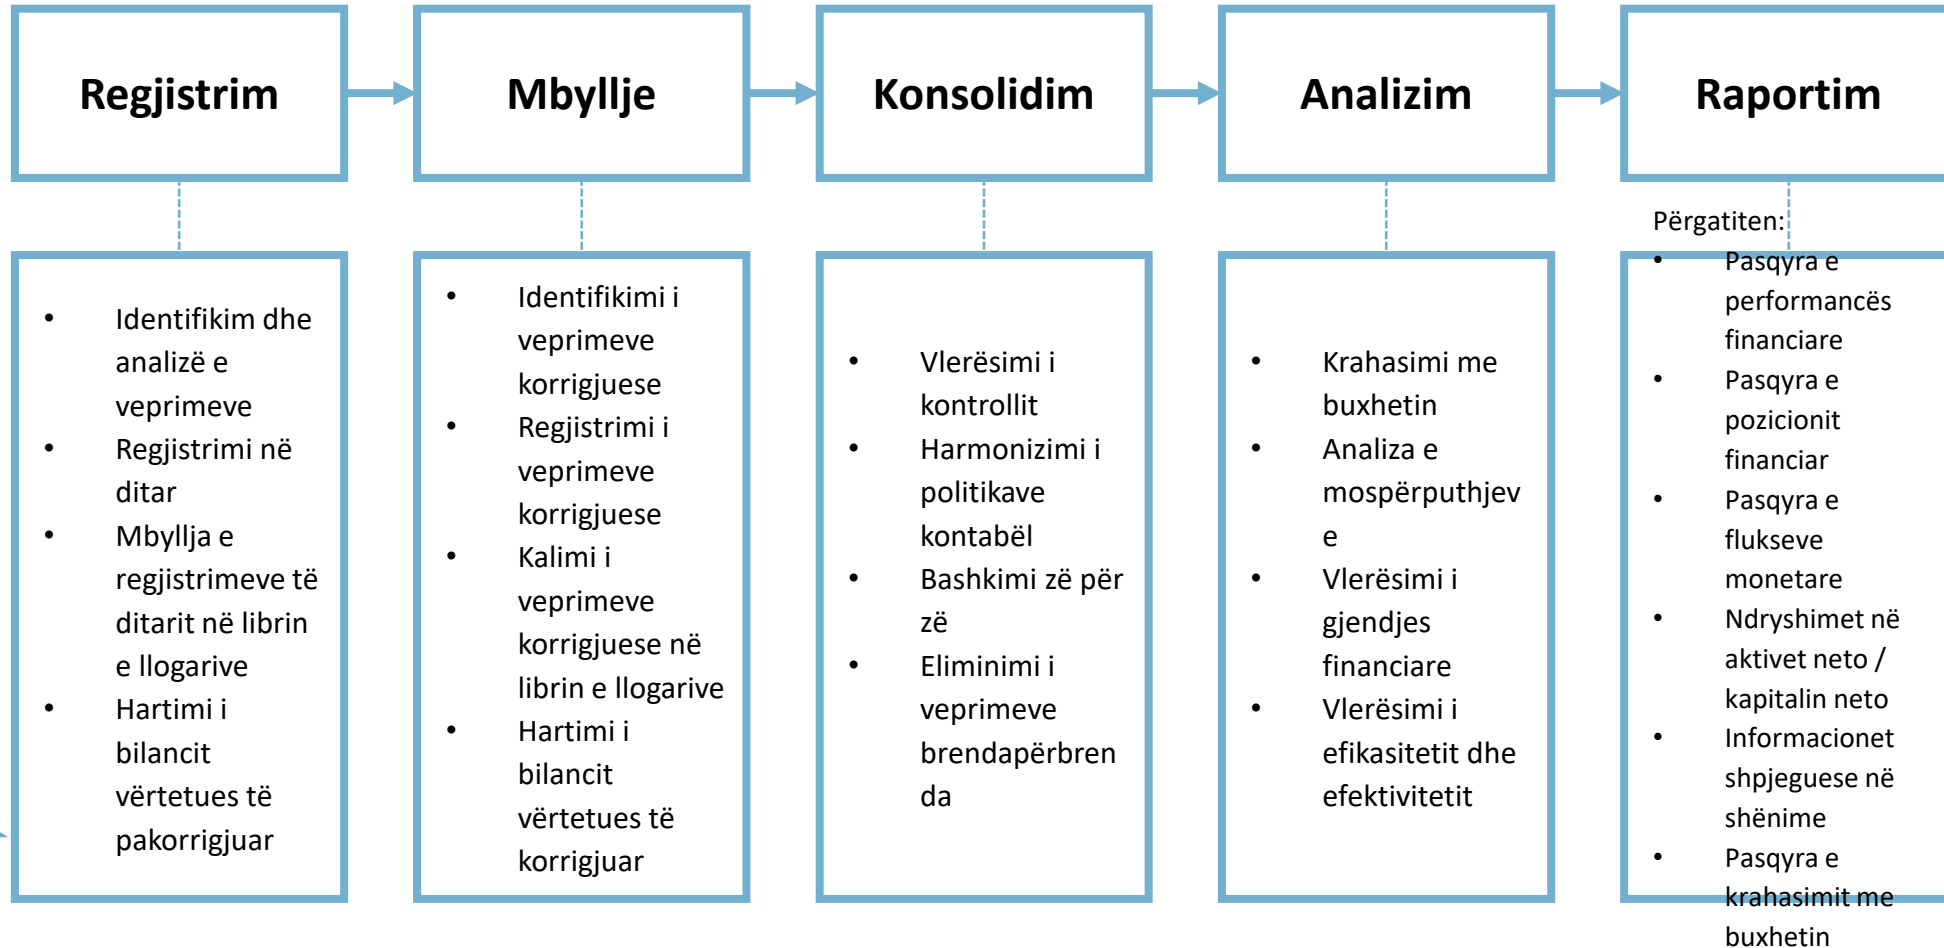 Regjistrim
Mbyllje
Konsolidim
Analizim
Raportim
• Identifikim dhe
analizë e
veprimeve
• Regjistrimi në
ditar
• Mbyllja e
regjistrimeve të
ditarit në librin
e llogarive
• Hartimi i
bilancit
vërtetues të
pakorrigjuar
• Identifikimi i
veprimeve
korrigjuese
• Regjistrimi i
veprimeve
korrigjuese
• Kalimi i
veprimeve
korrigjuese në
librin e llogarive
• Hartimi i
bilancit
vërtetues të
korrigjuar
• Vlerësimi i
kontrollit
• Harmonizimi i
politikave
kontabël
• Bashkimi zë për
zë
• Eliminimi i
veprimeve
brendapërbren
da
• Krahasimi me
buxhetin
• Analiza e
mospërputhjev
e
• Vlerësimi i
gjendjes
financiare
• Vlerësimi i
efikasitetit dhe
efektivitetit
Përgatiten:
• Pasqyra e
performancës
financiare
• Pasqyra e
pozicionit
financiar
• Pasqyra e
flukseve
monetare
• Ndryshimet në
aktivet neto /
kapitalin neto
• Informacionet
shpjeguese në
shënime
• Pasqyra e
krahasimit me
buxhetin